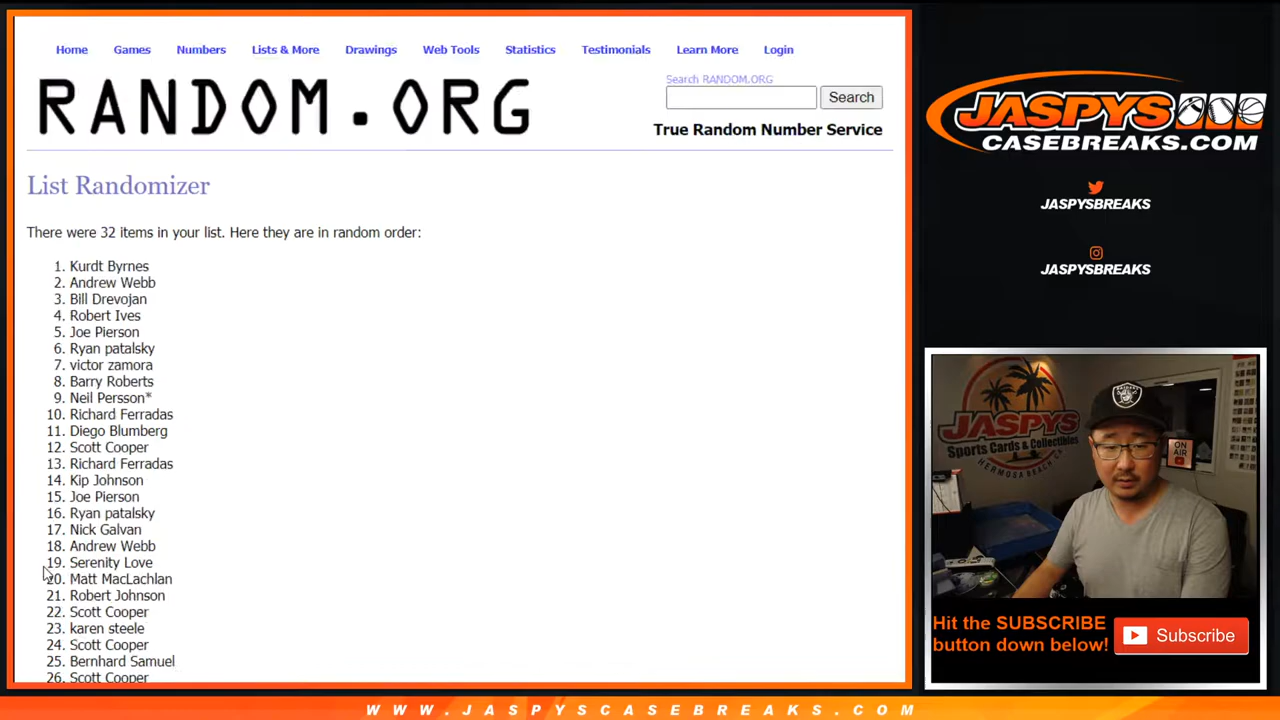 Home Games Numbers Lists & More Drawings Web Tools Statistics Testimonials Learn More Login
RANDOM.ORG
Search RANDOM.ORG
Search
True Random Number Service
List Randomizer
There were 32 items in your list. Here they are in random order:
1. Kurdt Byrnes
2. Andrew Webb
3. Bill Drevojan
4. Robert Ives
5. Joe Pierson
6. Ryan patalsky
7. victor zamora
8. Barry Roberts
9. Neil Persson*
10. Richard Ferradas
11. Diego Blumberg
12. Scott Cooper
13. Richard Ferradas
14. Kip Johnson
15. Joe Pierson
16. Ryan patalsky
17. Nick Galvan
18. Andrew Webb
19. Serenity Love
20. Matt MacLachlan
21. Robert Johnson
22. Scott Cooper
23. karen steele
24. Scott Cooper
25. Bernhard Samuel
26. Scott Cooper
JASPYS
CASEBREAKS.COM
JASPYSBREAKS
JASPYSBREAKS
JASPYS
Sports Cards & Collectibles
HERMOSA BEACH CA
RAIDERS
ON
AIR
Hit the SUBSCRIBE
button down below!
Subscribe
WWW.JASPYSCASEBREAKS.COM